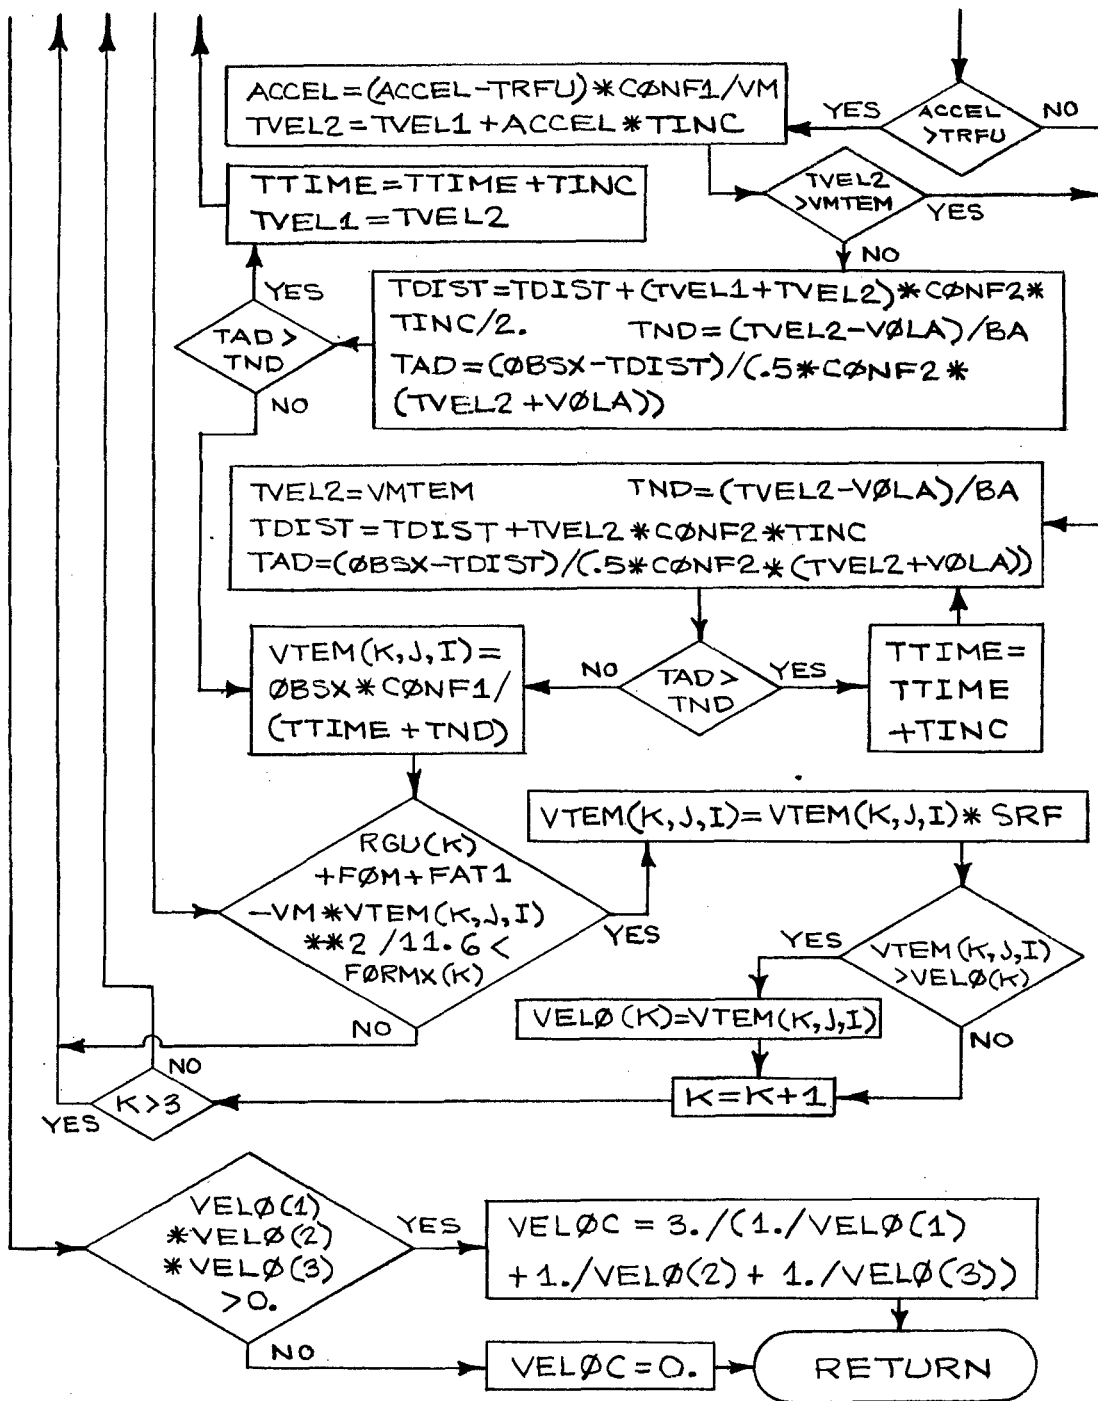 ACCEL=(ACCEL-TRFU)*CØNF1/VM
TVEL2=TVEL1+ACCEL*TINC
YES
ACCEL
>TRFU
NO
TTIME=TTIME+TINC
TVEL1=TVEL2
TVEL2
>VMTEM
YES
NO
YES
TAD>
TND
NO
TDIST=TDIST+(TVEL1+TVEL2)*CØNF2*
TINC/2. TND=(TVEL2-VØLA)/BA
TAD=(ØBSX-TDIST)/(.5*CØNF2*
(TVEL2+VØLA))
TVEL2=VMTEM TND=(TVEL2-VØLA)/BA
TDIST=TDIST+TVEL2*CØNF2*TINC
TAD=(ØBSX-TDIST)/(.5*CØNF2*(TVEL2+VØLA))
VTEM(K,J,I)=
ØBSX*CØNF1/
(TTIME+TND)
NO
TAD>
TND
YES
TTIME=
TTIME
+TINC
RGU(K)
+FØM+FAT1
-VM*VTEM(K,J,I)
**2/11.6<
FØRMX(K)
YES
NO
VTEM(K,J,I)=VTEM(K,J,I)*SRF
YES
VTEM(K,J,I)
>VELØ(K)
NO
VELØ(K)=VTEM(K,J,I)
K=K+1
NO
K>3
YES
VELØ(1)
*VELØ(2)
*VELØ(3)
>0.
YES
VELØC = 3./(1./VELØ(1)
+1./VELØ(2)+1./VELØ(3))
NO
VELØC=0.
RETURN